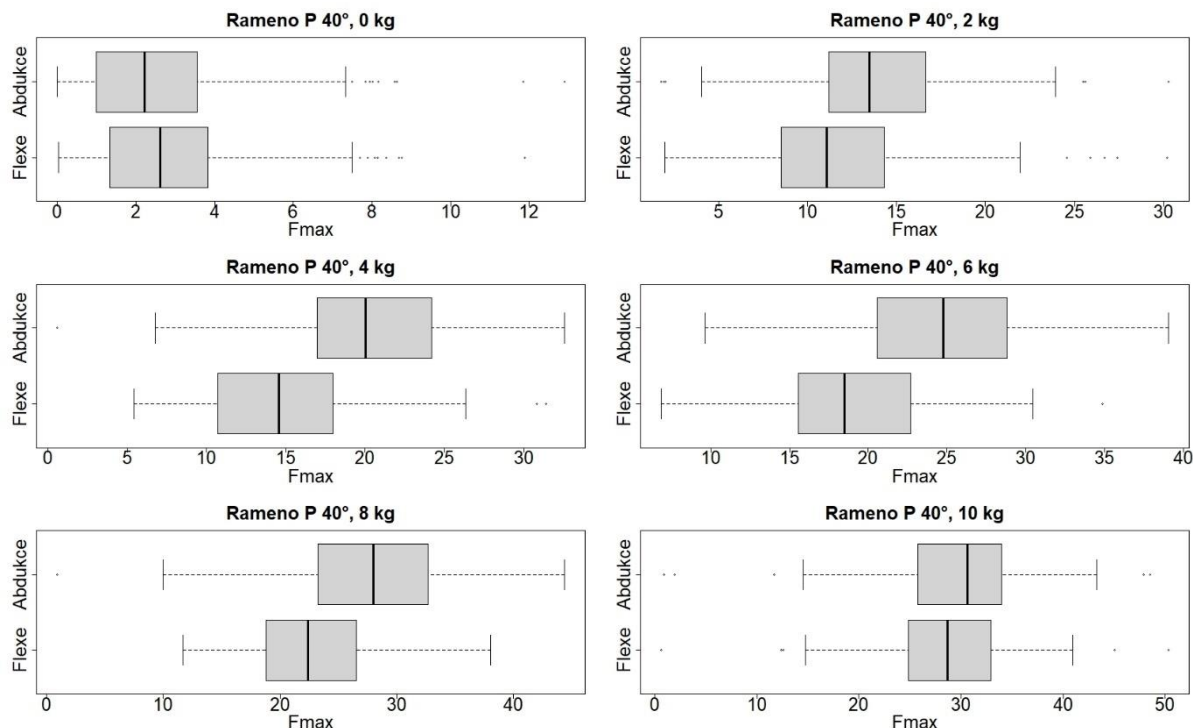 Rameno P 40°, 0 kg
Abdukce
Flexe
0 2 4 6 8 10 12
Fmax
Rameno P 40°, 2 kg
Abdukce
Flexe
5 10 15 20 25 30
Fmax
Rameno P 40°, 4 kg
Abdukce
Flexe
0 5 10 15 20 25 30
Fmax
Rameno P 40°, 6 kg
Abdukce
Flexe
10 15 20 25 30 35 40
Fmax
Rameno P 40°, 8 kg
Abdukce
Flexe
0 10 20 30 40
Fmax
Rameno P 40°, 10 kg
Abdukce
Flexe
0 10 20 30 40 50
Fmax